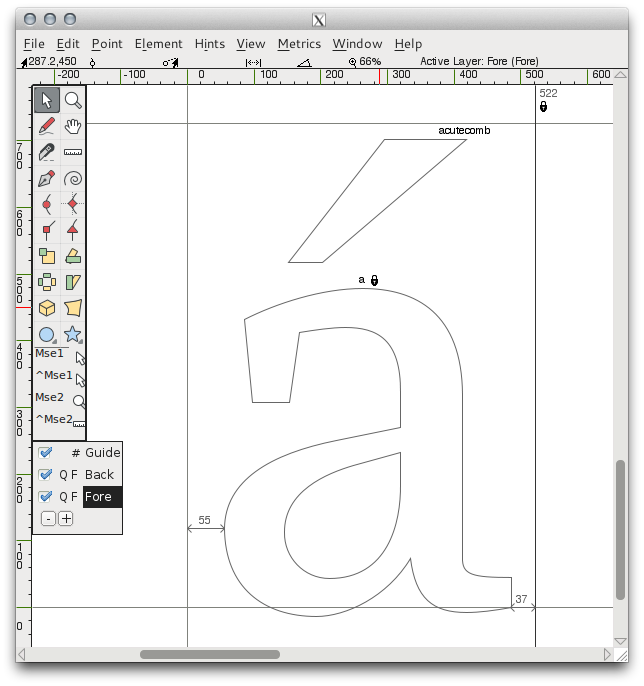 File Edit Point Element Hints View Metrics Window Help
287.2,450 66% Active Layer: Fore (Fore)
-200 -100 0 100 200 300 400 500 600
522
acutecomb
700
600
a
500
400
Mse1
^Mse1
Mse2
^Mse2
300
# Guide
Q F Back
200
Q F Fore
- +
55
á
100
37
0